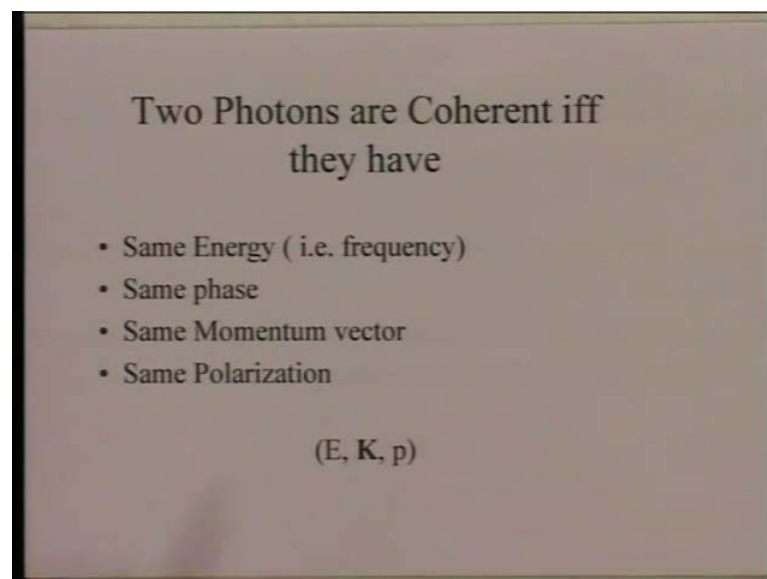 Two Photons are Coherent iff
they have
• Same Energy ( i.e. frequency)
• Same phase
• Same Momentum vector
• Same Polarization
(E, K, p)